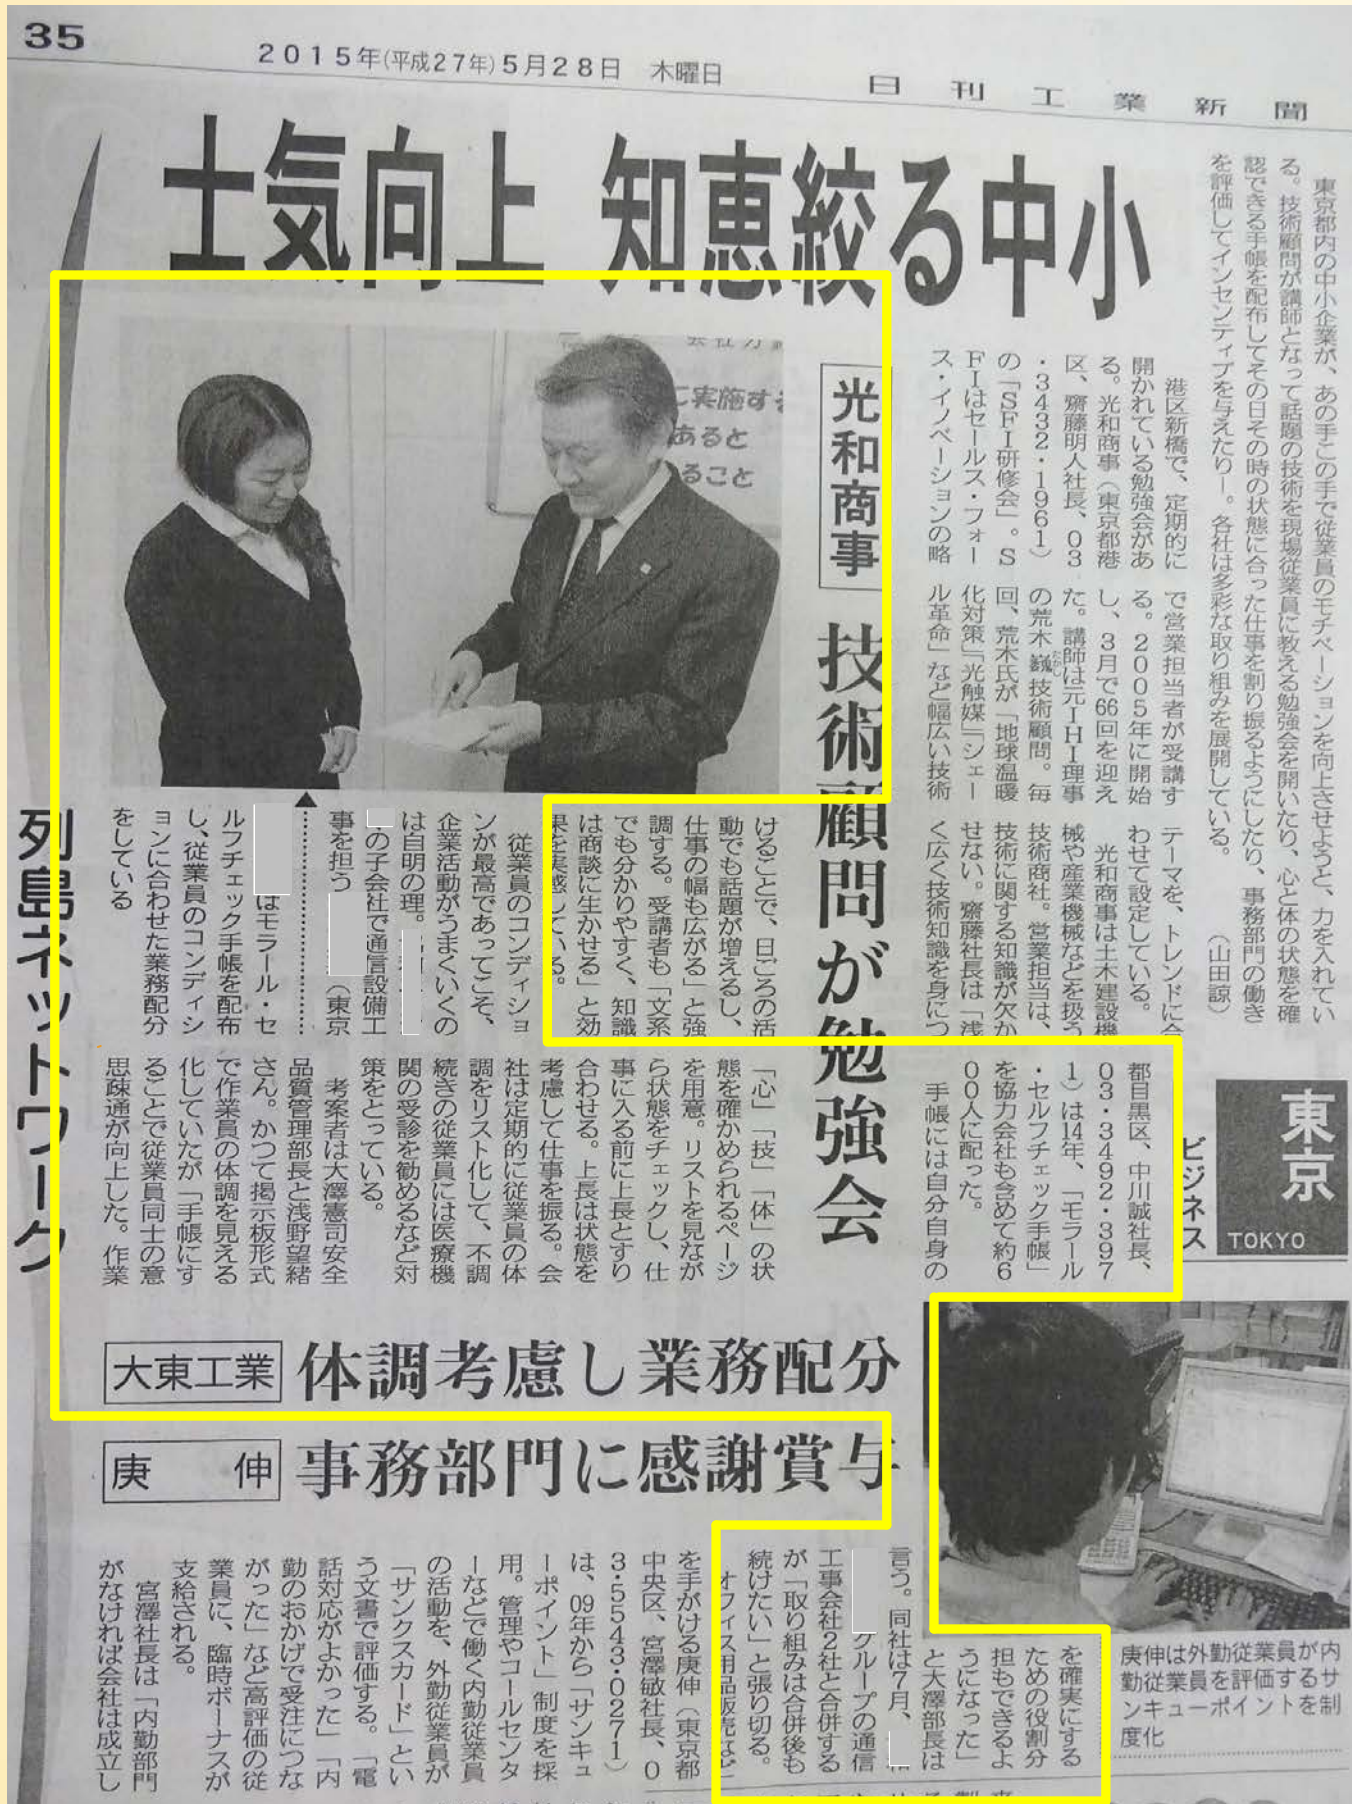 35
2015年(平成27年)5月28日 木曜日
日刊工業新聞
士気向上 知恵絞る中小
東京都内の中小企業が、あの手この手で従業員のモチベーションを向上させようと、力を入れてい
る。技術顧問が講師となって話題の技術を現場従業員に教える勉強会を開いたり、心と体の状態を確
認できる手帳を配布してその日その時の状態に合った仕事を割り振るようにしたり、事務部門の働き
を評価してインセンティブを与えたりー。各社は多彩な取り組みを展開している。
(山田諒)
東京
TOKYO
ビジネス
列島ネットワーク
光和商事
技術顧問が勉強会
港区新橋で、定期的に
開かれている勉強会があ
る。光和商事(東京都港
区、齋藤明人社長、03
・3432・1961)
の「SFI研修会」。S
FIはセールス・フォー
ス・イノベーションの略
で営業担当者が受講す
る。2005年に開始
し、3月で66回を迎え
た。講師は元IHI理事
の荒木巍技術顧問。毎
たかし
回、荒木氏が「地球温暖
化対策」「光触媒」「シェー
ル革命」など幅広い技術
テーマを、トレンドに合
わせて設定している。
光和商事は土木建設機
械や産業機械などを扱う
技術商社。営業担当は、
技術に関する知識が欠か
せない。齋藤社長は「浅
く広く技術知識を身につ
けることで、日ごろの活
動でも話題が増えるし、
仕事の幅も広がる」と強
調する。受講者も「文系
でも分かりやすく、知識
は商談に生かせる」と効
果を実感している。
従業員のコンディショ
ンが最高であってこそ、
企業活動がうまくいくの
は自明の理。
の子会社で通信設備工
事を担う(東京
都目黒区、中川誠社長、
03・3492・397
1)は14年、「モラール
・セルフチェック手帳」
を協力会社も含めて約6
00人に配った。
手帳には自分自身の
「心」「技」「体」の状
態を確かめられるページ
を用意。リストを見なが
ら状態をチェックし、仕
事に入る前に上長とすり
合わせる。上長は状態を
考慮して仕事を振る。会
社は定期的に従業員の体
調をリスト化して、不調
続きの従業員には医療機
関の受診を勧めるなど対
策をとっている。
考案者は大澤憲司安全
品質管理部長と浅野望緒
さん。かつて掲示板形式
で作業員の体調を見える
化していたが「手帳にす
ることで従業員同士の意
思疎通が向上した。作業
を確実にする
ための役割分
担もできるよ
うになった」
と大澤部長は
言う。同社は7月、
グループの通信
工事会社2社と合併する
が「取り組みは合併後も
続けたい」と張り切る。
はモラール・セ
ルフチェック手帳を配布
し、従業員のコンディシ
ョンに合わせた業務配分
をしている
会社方
に実施する
あると
ること
大東工業
体調考慮し業務配分
庚伸
事務部門に感謝賞与
オフィス用品販売など
を手がける庚伸(東京都
中央区、宮澤敏社長、0
3・5543・0271)
は、09年から「サンキュ
ーポイント」制度を採
用。管理やコールセンタ
ーなどで働く内勤従業員
の活動を、外勤従業員が
「サンクスカード」とい
う文書で評価する。「電
話対応がよかった」「内
勤のおかげで受注につな
がった」など高評価の従
業員に、臨時ボーナスが
支給される。
宮澤社長は「内勤部門
がなければ会社は成立し
庚伸は外勤従業員が内
勤従業員を評価するサ
ンキューポイントを制
度化